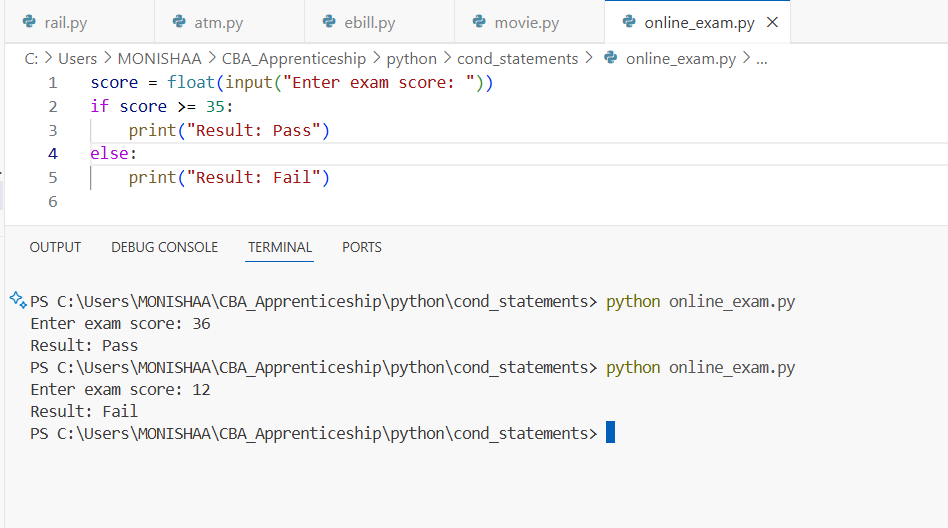 rail.py atm.py ebill.py movie.py online_exam.py
C: > Users > MONISHAA > CBA_Apprenticeship > python > cond_statements > online_exam.py > ...
1 score = float(input("Enter exam score: "))
2 if score >= 35:
3     print("Result: Pass")
4 else:
5     print("Result: Fail")
6
OUTPUT DEBUG CONSOLE TERMINAL PORTS
PS C:\Users\MONISHAA\CBA_Apprenticeship\python\cond_statements> python online_exam.py
Enter exam score: 36
Result: Pass
PS C:\Users\MONISHAA\CBA_Apprenticeship\python\cond_statements> python online_exam.py
Enter exam score: 12
Result: Fail
PS C:\Users\MONISHAA\CBA_Apprenticeship\python\cond_statements>